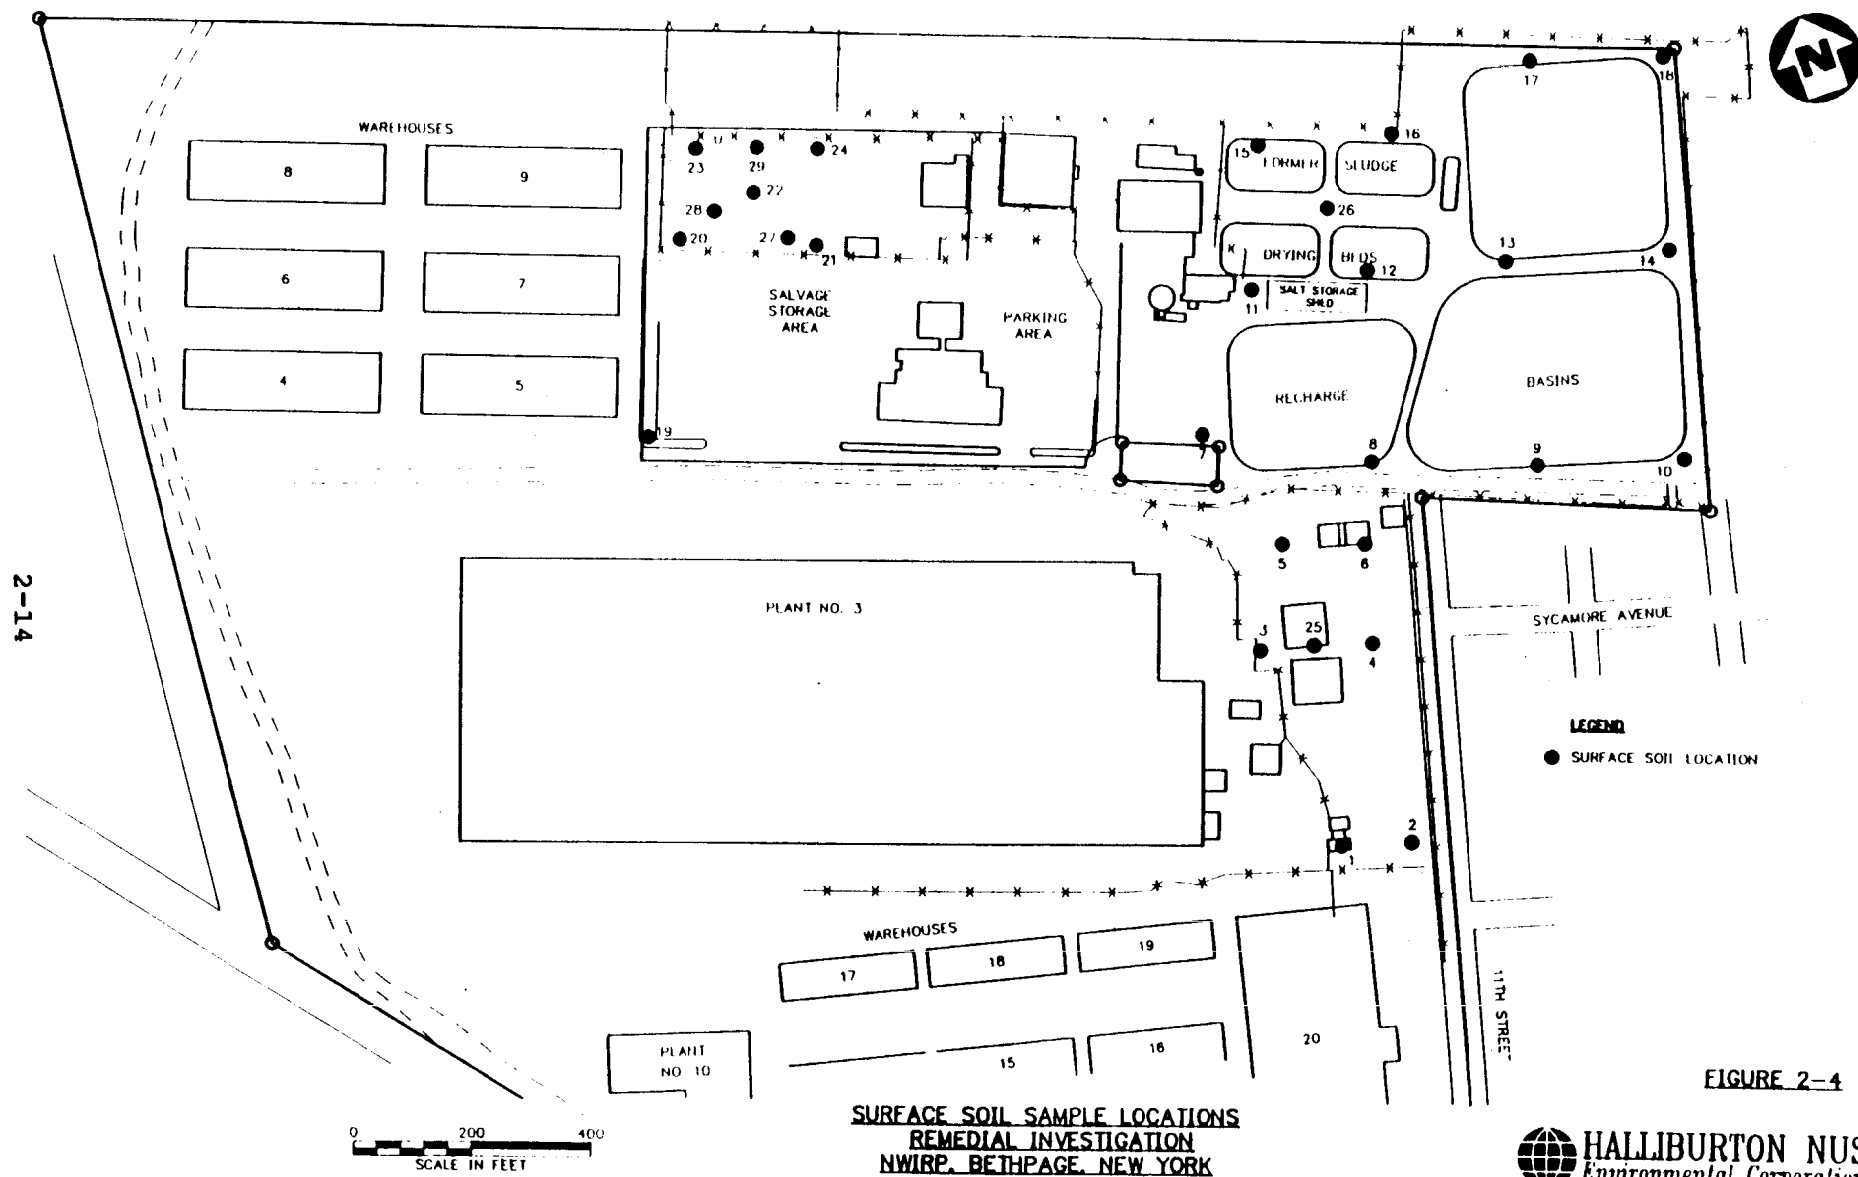 N
WAREHOUSES
8
9
6
7
4
5
23
29
24
22
28
20
27
21
19
SALVAGE
STORAGE
AREA
PARKING
AREA
15
FORMER
SLUDGE
16
17
18
26
DRYING
BEDS
12
13
14
11
SALT STORAGE
SHED
RECHARGE
BASINS
7
8
9
10
5
6
3
25
4
2
1
PLANT NO. 3
SYCAMORE AVENUE
11TH STREET
LEGEND
SURFACE SOIL LOCATION
WAREHOUSES
17
18
19
15
16
20
PLANT
NO 10
2-14
0 200 400
SCALE IN FEET
SURFACE SOIL SAMPLE LOCATIONS
REMEDIAL INVESTIGATION
NWIRP, BETHPAGE, NEW YORK
FIGURE 2-4
HALLIBURTON NUS
Environmental Corporation